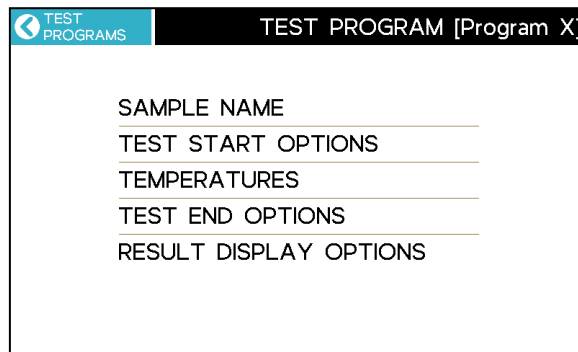 TEST
PROGRAMS
TEST PROGRAM [Program X]
SAMPLE NAME
TEST START OPTIONS
TEMPERATURES
TEST END OPTIONS
RESULT DISPLAY OPTIONS